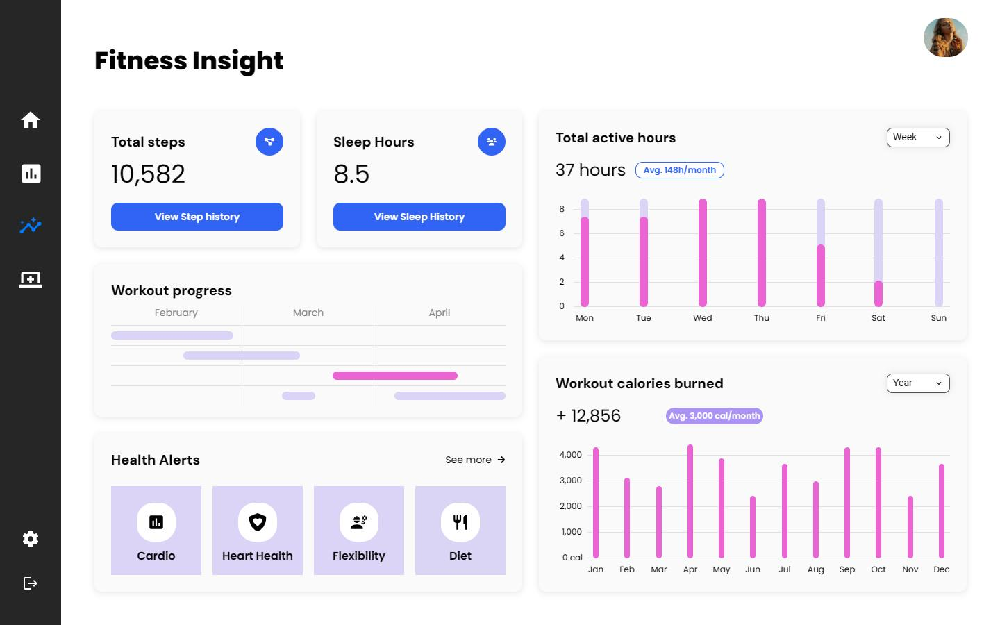 Fitness Insight
Total steps
10,582
View Step history
Sleep Hours
8.5
View Sleep History
Workout progress
February March April
Health Alerts
See more
Cardio
Heart Health
Flexibility
Diet
Total active hours
Week
37 hours
Avg. 148h/month
8
6
4
2
0
Mon Tue Wed Thu Fri Sat Sun
Workout calories burned
Year
+ 12,856
Avg. 3,000 cal/month
4,000
3,000
2,000
1,000
0 cal
Jan Feb Mar Apr May Jun Jul Aug Sep Oct Nov Dec